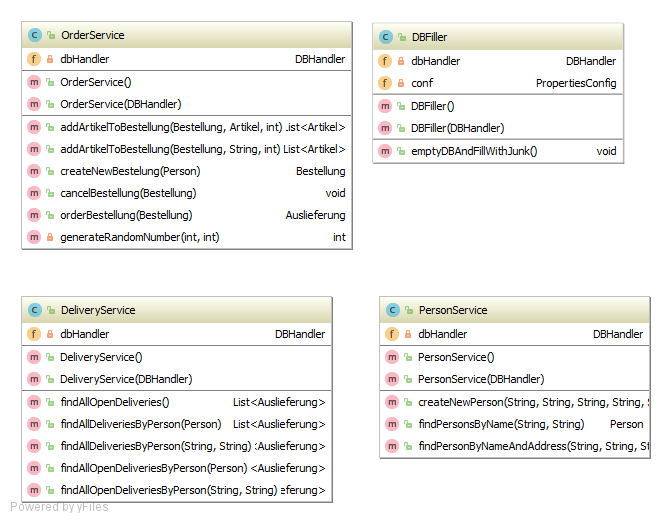 OrderService
dbHandler DBHandler
OrderService()
OrderService(DBHandler)
addArtikelToBestellung(Bestellung, Artikel, int) List<Artikel>
addArtikelToBestellung(Bestellung, String, int) List<Artikel>
createNewBestelung(Person) Bestellung
cancelBestellung(Bestellung) void
orderBestellung(Bestellung) Auslieferung
generateRandomNumber(int, int) int
DBFiller
dbHandler DBHandler
conf PropertiesConfig
DBFiller()
DBFiller(DBHandler)
emptyDBAndFillWithJunk() void
DeliveryService
dbHandler DBHandler
DeliveryService()
DeliveryService(DBHandler)
findAllOpenDeliveries() List<Auslieferung>
findAllDeliveriesByPerson(Person) List<Auslieferung>
findAllDeliveriesByPerson(String, String) <Auslieferung>
findAllOpenDeliveriesByPerson(Person) <Auslieferung>
findAllOpenDeliveriesByPerson(String, String) eferung>
PersonService
dbHandler DBHandler
PersonService()
PersonService(DBHandler)
createNewPerson(String, String, String, String, S
findPersonsByName(String, String) Person
findPersonByNameAndAddress(String, String, St
Powered by yFiles